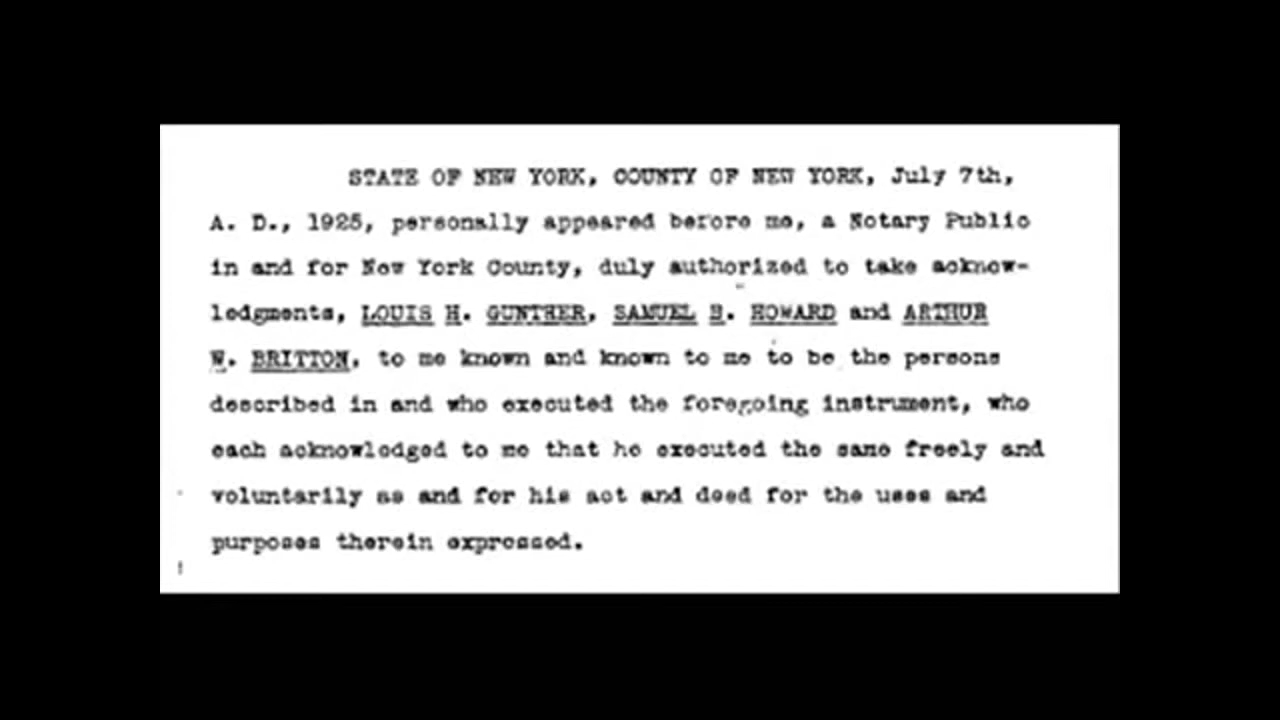 STATE OF NEW YORK, COUNTY OF NEW YORK, July 7th,
A. D., 1925, personally appeared before me, a Notary Public
in and for New York County, duly authorized to take acknow-
ledgments, LOUIS H. GUNTHER, SAMUEL B. HOWARD and ARTHUR
W. BRITTON, to me known and known to me to be the persons
described in and who executed the foregoing instrument, who
each acknowledged to me that he executed the same freely and
voluntarily as and for his act and deed for the uses and
purposes therein expressed.